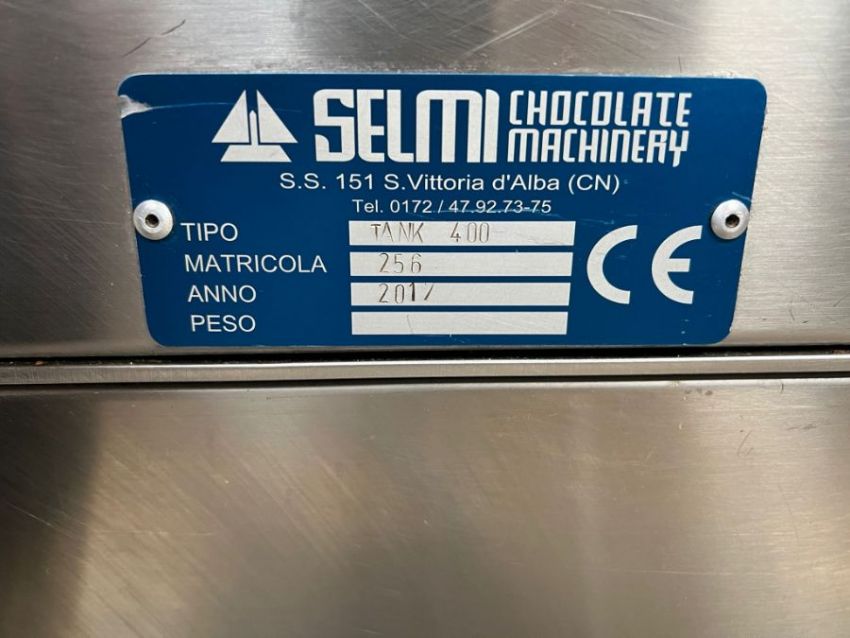 SELMI CHOCOLATE MACHINERY
S.S. 151 S.Vittoria d'Alba (CN)
Tel. 0172 / 47.92.73-75
TIPO TANK 400
MATRICOLA 256
ANNO 2017
PESO
CE